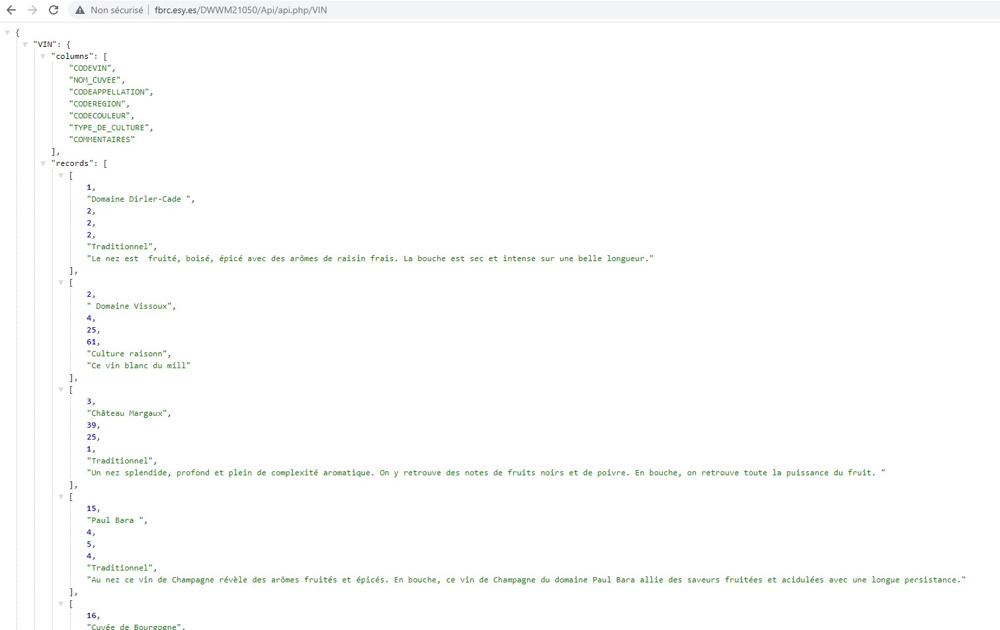 Non sécurisé fbrc.esy.es/DWWM21050/Api/api.php/VIN
{
"VIN": {
"columns": [
"CODEVIN",
"NOM_CUVEE",
"CODEAPPELLATION",
"CODEREGION",
"CODECOULEUR",
"TYPE_DE_CULTURE",
"COMMENTAIRES"
],
"records": [
[
1,
"Domaine Dirler-Cade ",
2,
2,
2,
"Traditionnel",
"Le nez est  fruité, boisé, épicé avec des arômes de raisin frais. La bouche est sec et intense sur une belle longueur."
],
[
2,
" Domaine Vissoux",
4,
25,
61,
"Culture raisonn",
"Ce vin blanc du mill"
],
[
3,
"Château Margaux",
39,
25,
1,
"Traditionnel",
"Un nez splendide, profond et plein de complexité aromatique. On y retrouve des notes de fruits noirs et de poivre. En bouche, on retrouve toute la puissance du fruit. "
],
[
15,
"Paul Bara ",
4,
5,
4,
"Traditionnel",
"Au nez ce vin de Champagne révèle des arômes fruités et épicés. En bouche, ce vin de Champagne du domaine Paul Bara allie des saveurs fruitées et acidulées avec une longue persistance."
],
[
16,
"Cuvée de Bourgogne",